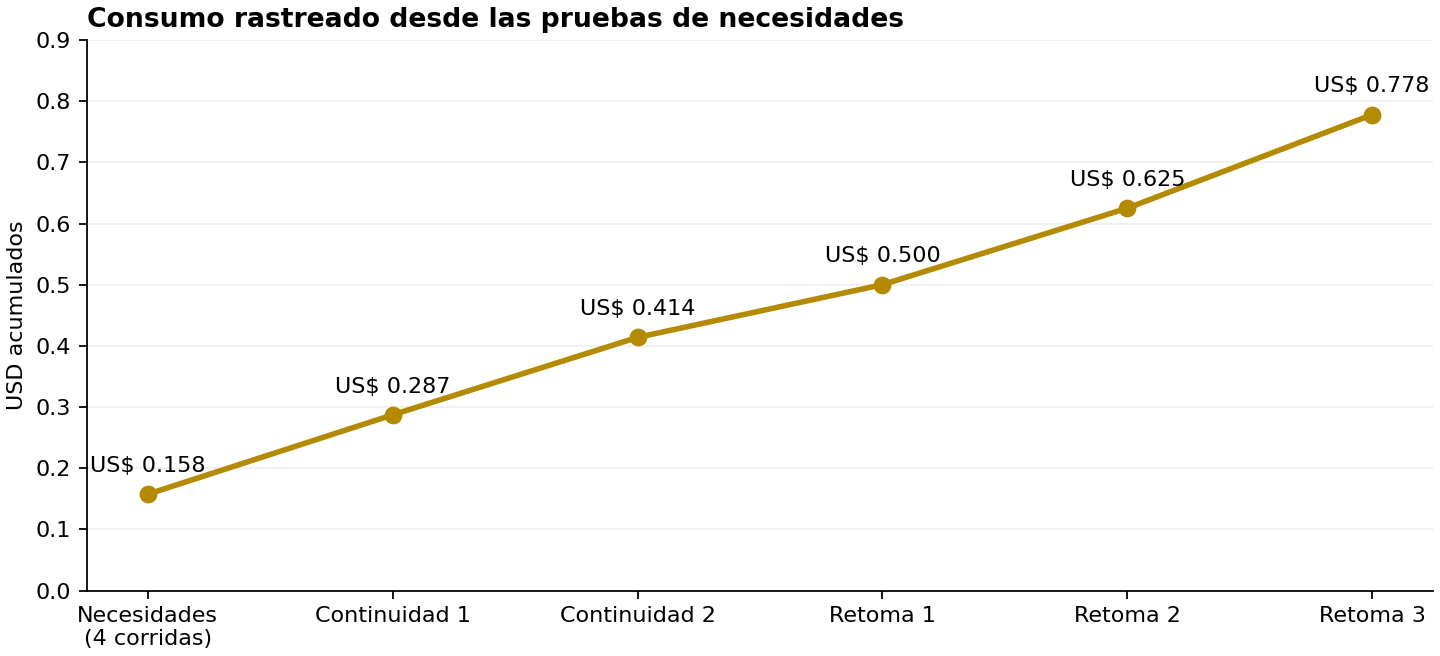 Consumo rastreado desde las pruebas de necesidades
USD acumulados
0.9
0.8
0.7
0.6
0.5
0.4
0.3
0.2
0.1
0.0
US$ 0.158
US$ 0.287
US$ 0.414
US$ 0.500
US$ 0.625
US$ 0.778
Necesidades
(4 corridas)
Continuidad 1
Continuidad 2
Retoma 1
Retoma 2
Retoma 3